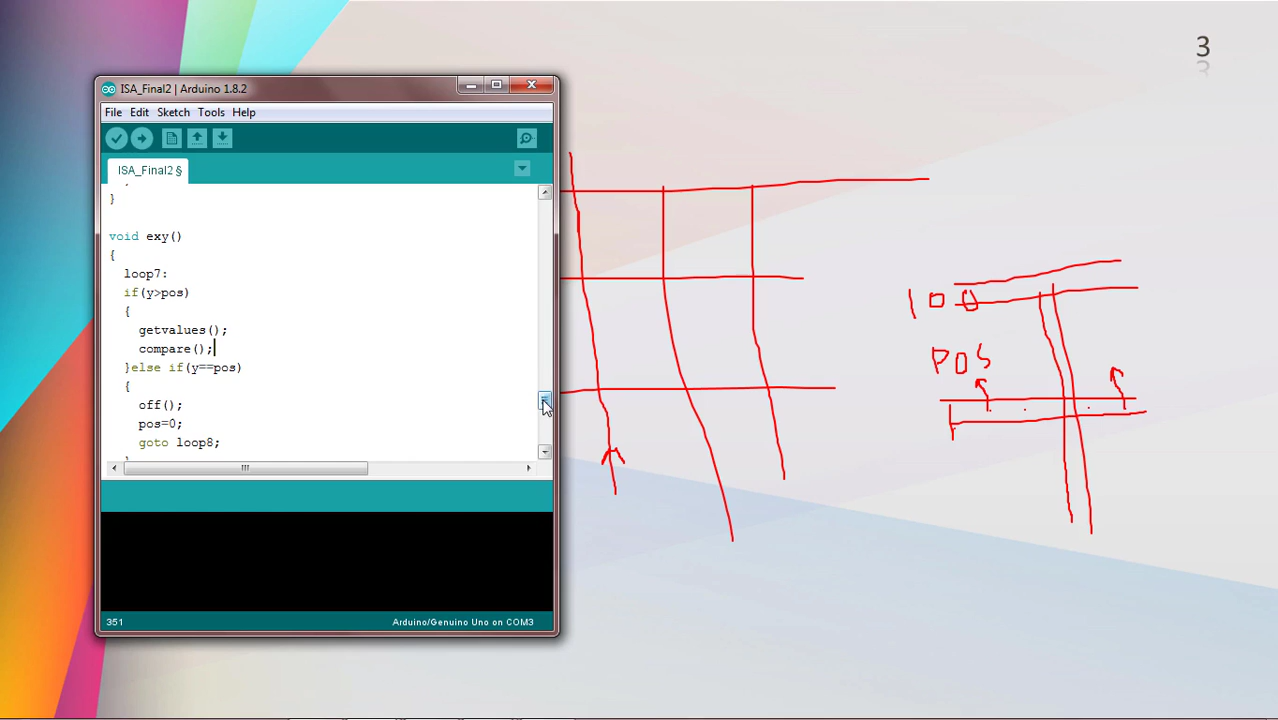 3
ISA_Final2 | Arduino 1.8.2
File Edit Sketch Tools Help
ISA_Final2 §
}
void exy()
{
loop7:
if(y>pos)
{
getvalues();
compare();
}else if(y==pos)
{
off();
pos=0;
goto loop8;
351
Arduino/Genuino Uno on COM3
100
POS